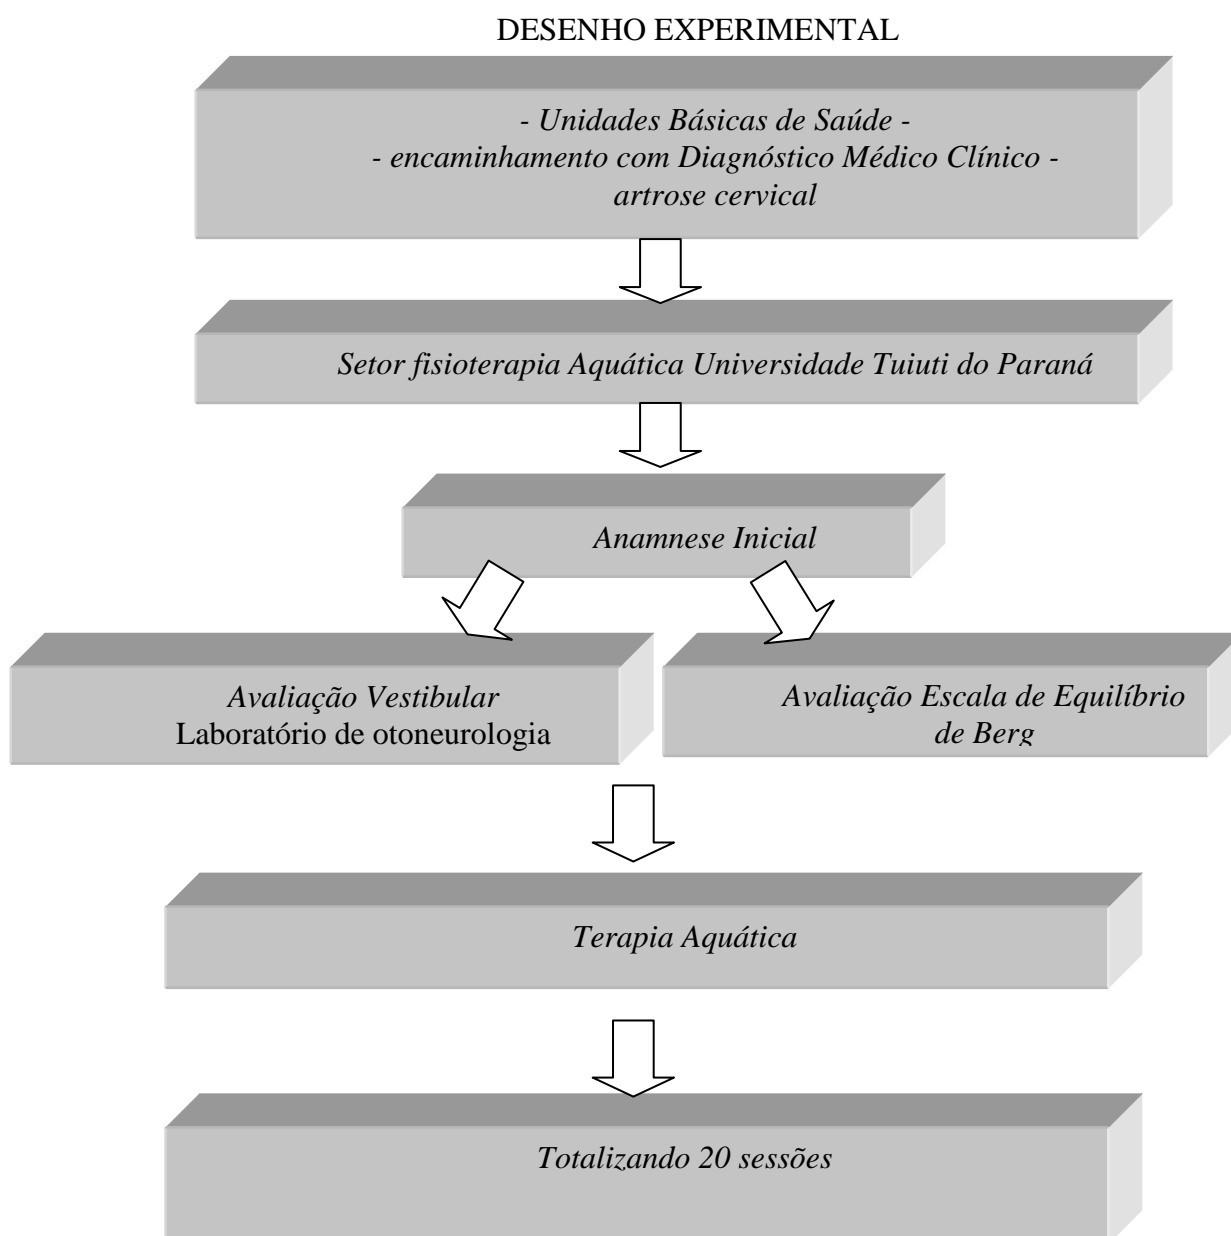 DESENHO EXPERIMENTAL
- Unidades Básicas de Saúde -
- encaminhamento com Diagnóstico Médico Clínico -
artrose cervical
Setor fisioterapia Aquática Universidade Tuiuti do Paraná
Anamnese Inicial
Avaliação Vestibular
Laboratório de otoneurologia
Avaliação Escala de Equilíbrio
de Berg
Terapia Aquática
Totalizando 20 sessões